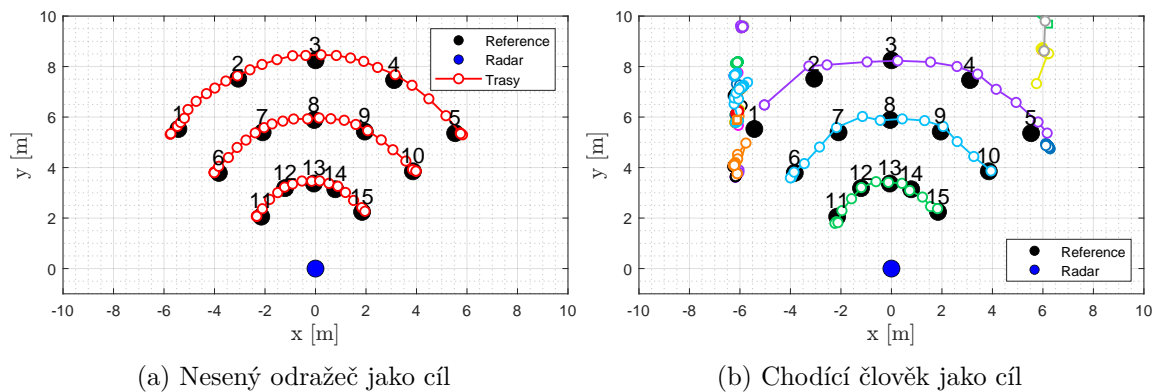 10
8
6
4
2
0
y [m]
-10 -8 -6 -4 -2 0 2 4 6 8 10
x [m]
1 2 3 4 5
6 7 8 9 10
11 12 13 14 15
Reference
Radar
Trasy
(a) Nesený odražeč jako cíl
10
8
6
4
2
0
y [m]
-10 -8 -6 -4 -2 0 2 4 6 8 10
x [m]
1 2 3 4 5
6 7 8 9 10
11 12 13 14 15
Reference
Radar
(b) Chodící člověk jako cíl